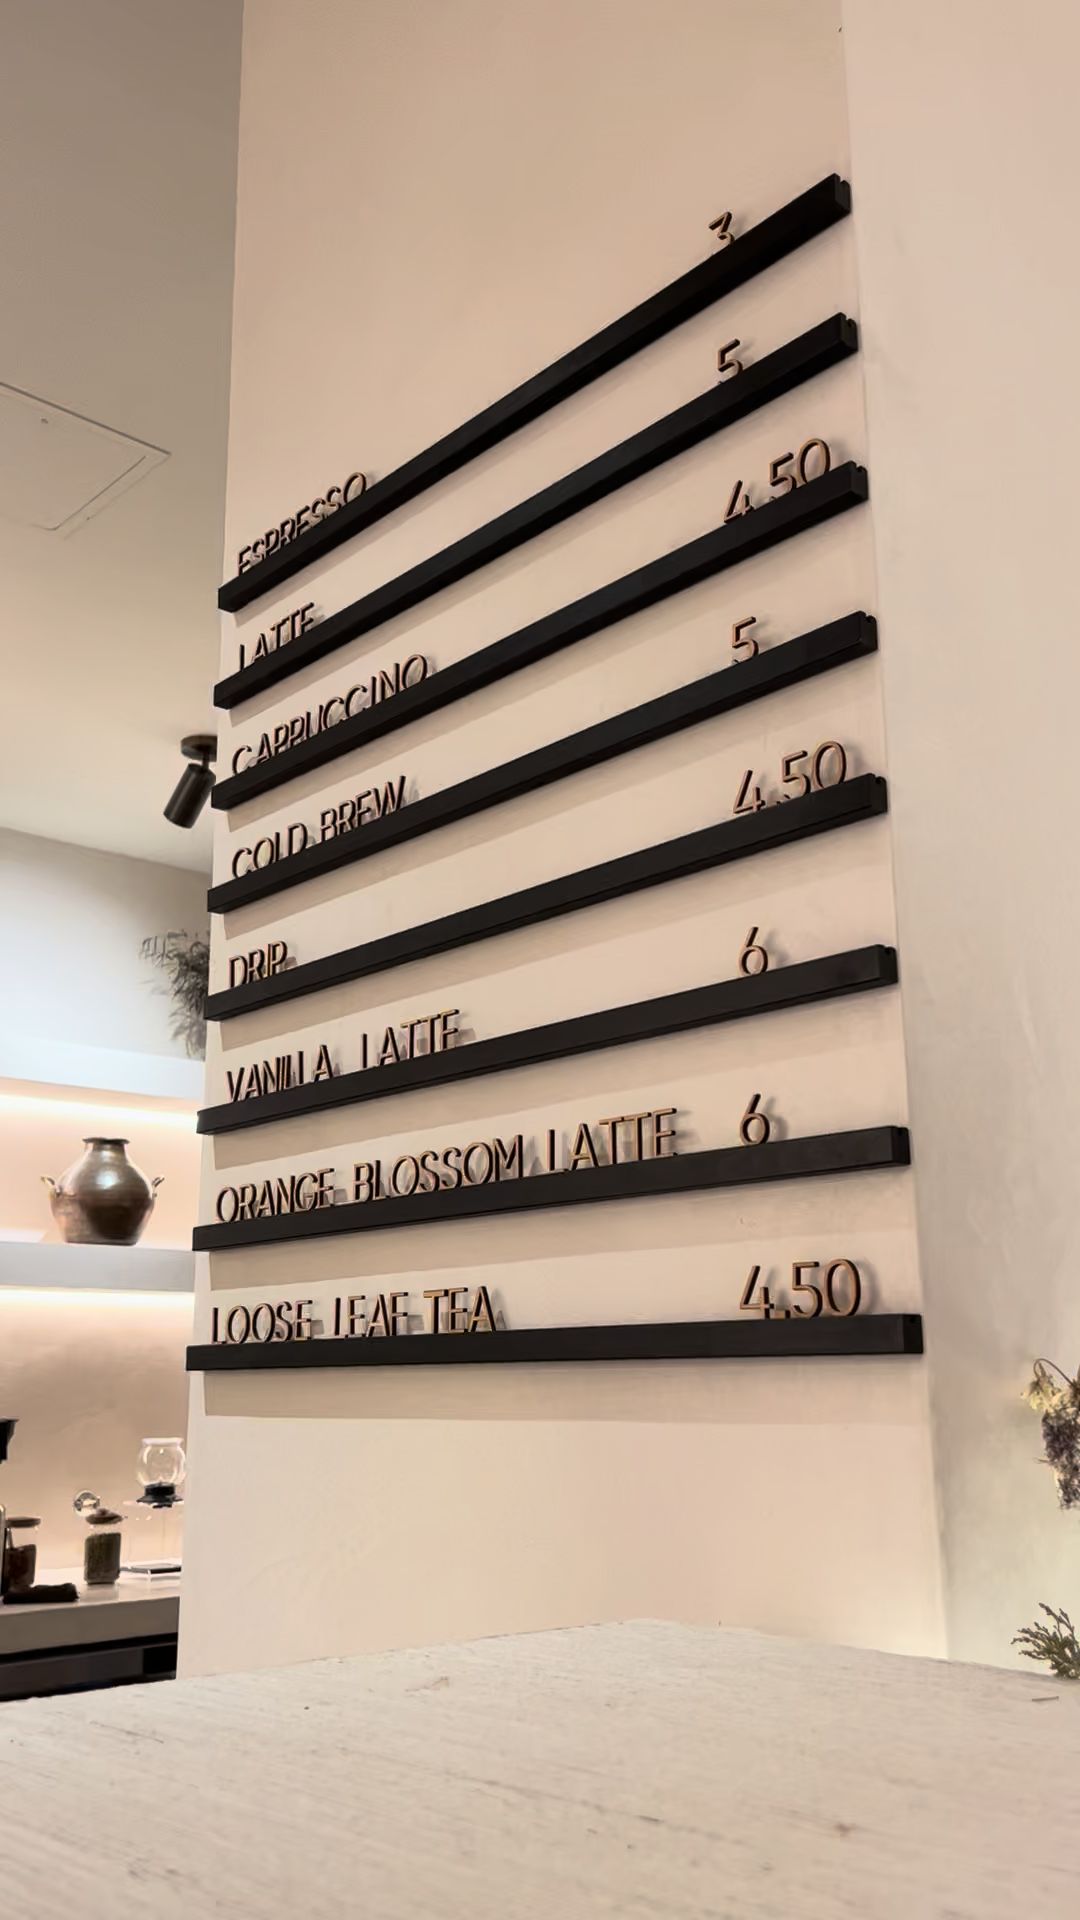 ESPRESSO 3
LATTE 5
CAPPUCCINO 4.50
COLD BREW 5
DRIP 4.50
VANILLA LATTE 6
ORANGE BLOSSOM LATTE 6
LOOSE LEAF TEA 4.50